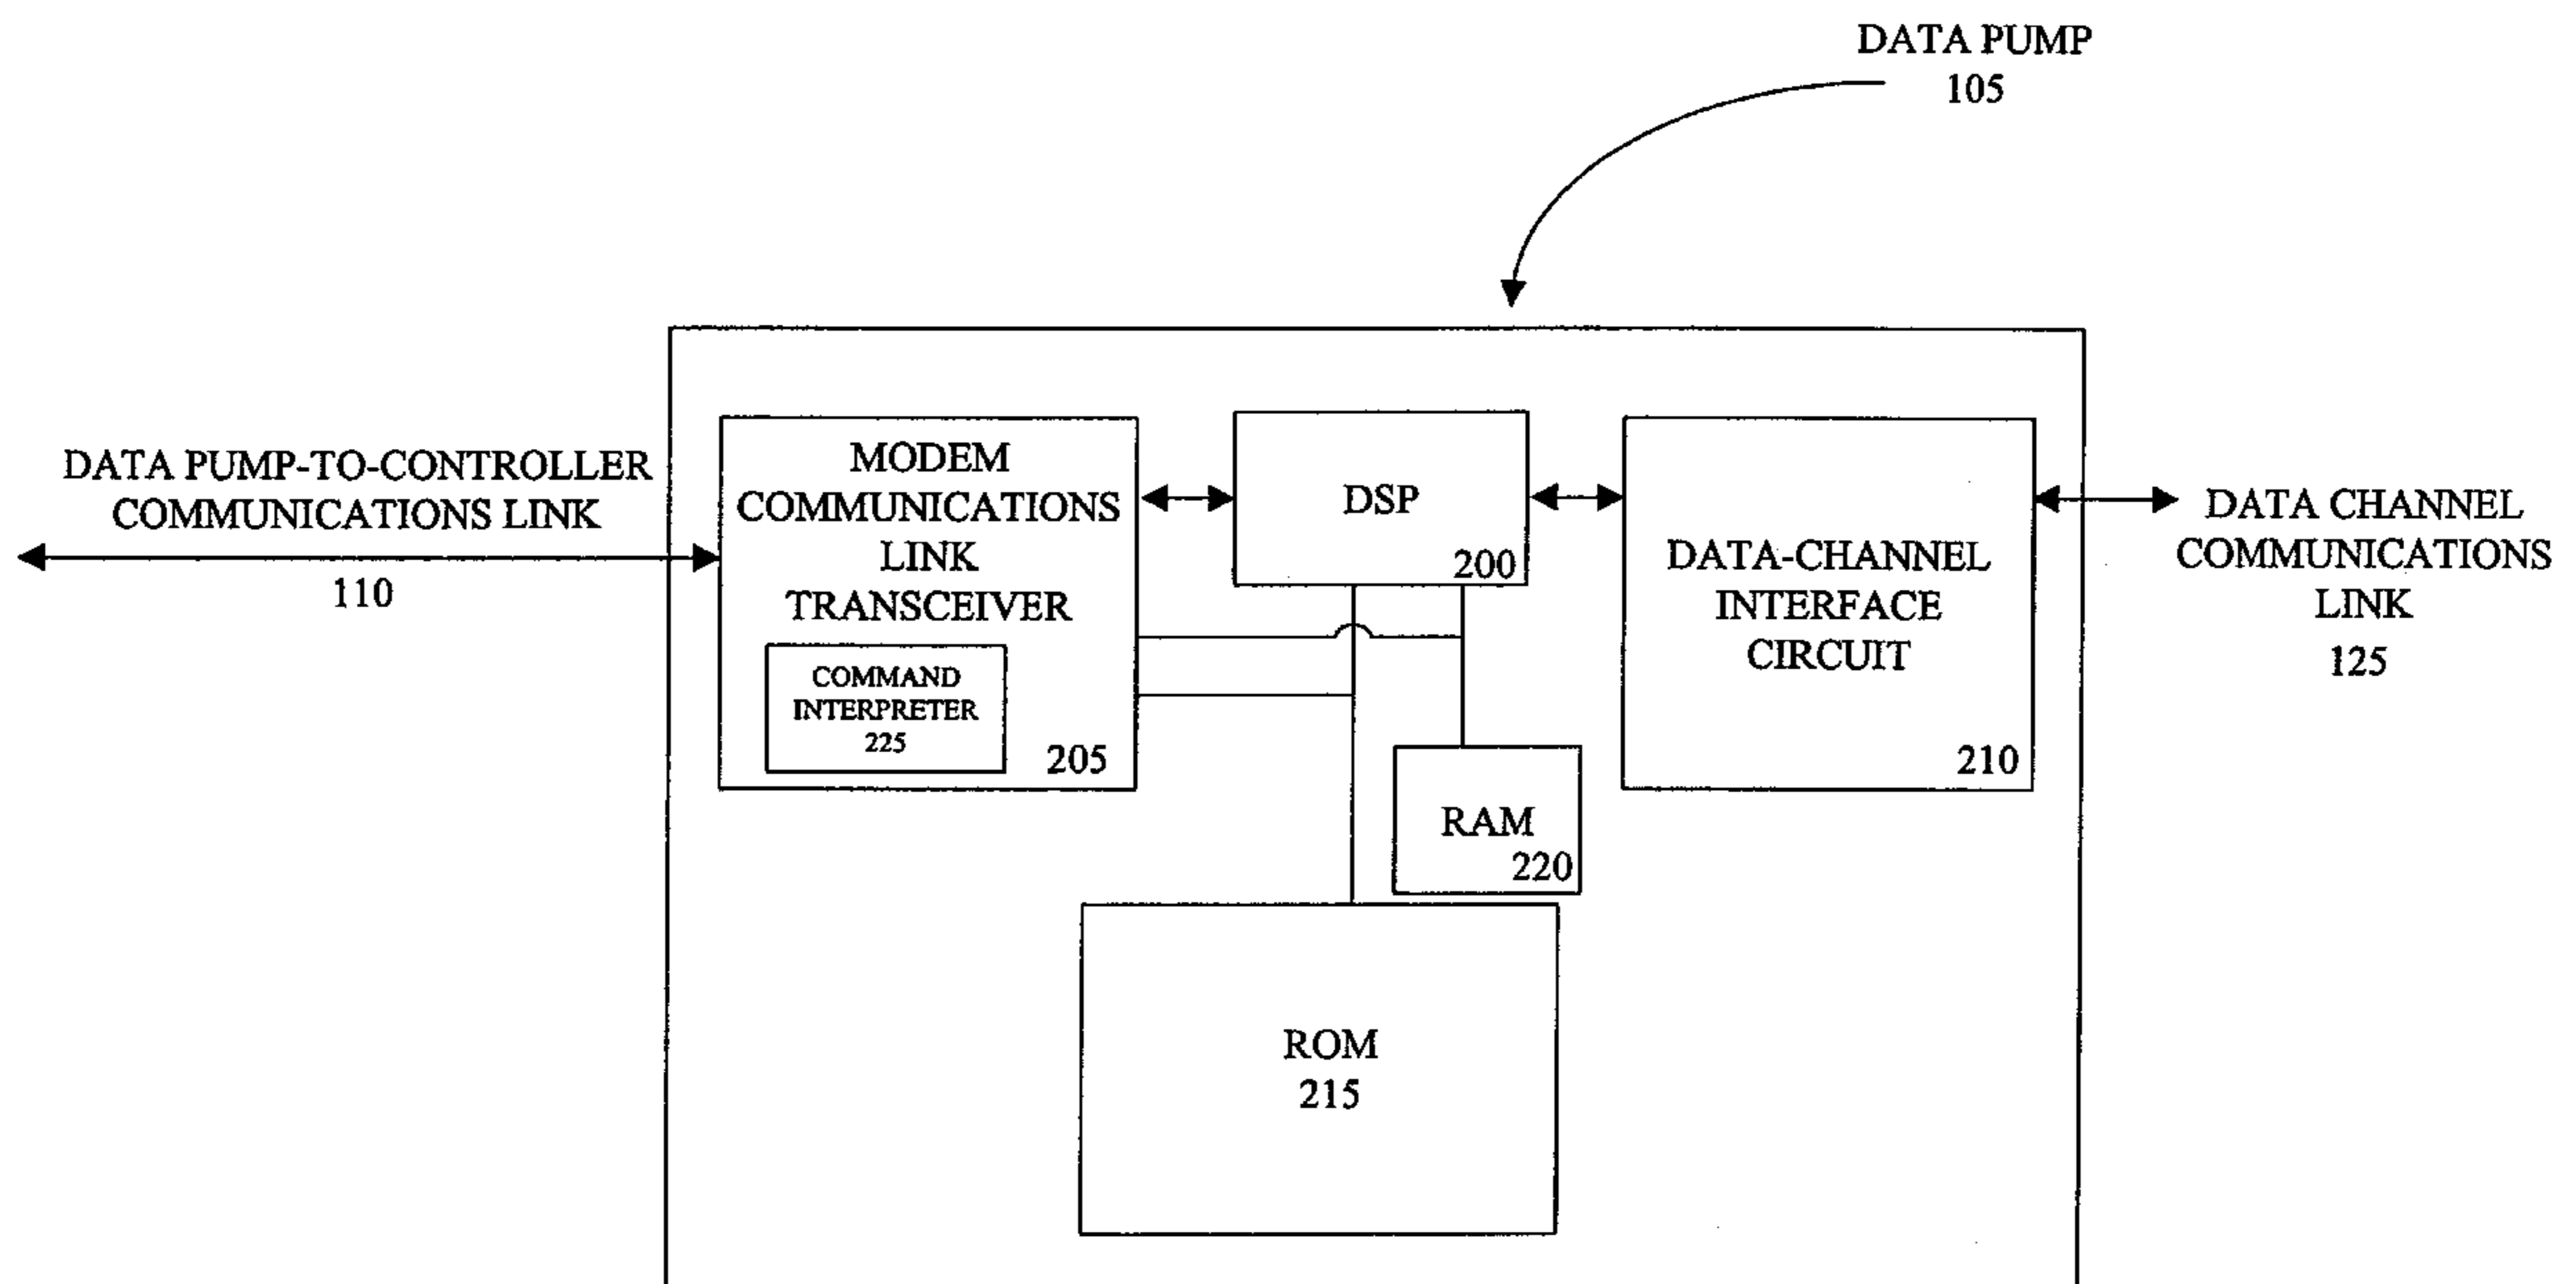 DATA PUMP
105
DATA PUMP-TO-CONTROLLER
COMMUNICATIONS LINK
110
MODEM
COMMUNICATIONS
LINK
TRANSCEIVER
COMMAND
INTERPRETER
225
205
DSP
200
DATA-CHANNEL
INTERFACE
CIRCUIT
210
DATA CHANNEL
COMMUNICATIONS
LINK
125
RAM
220
ROM
215